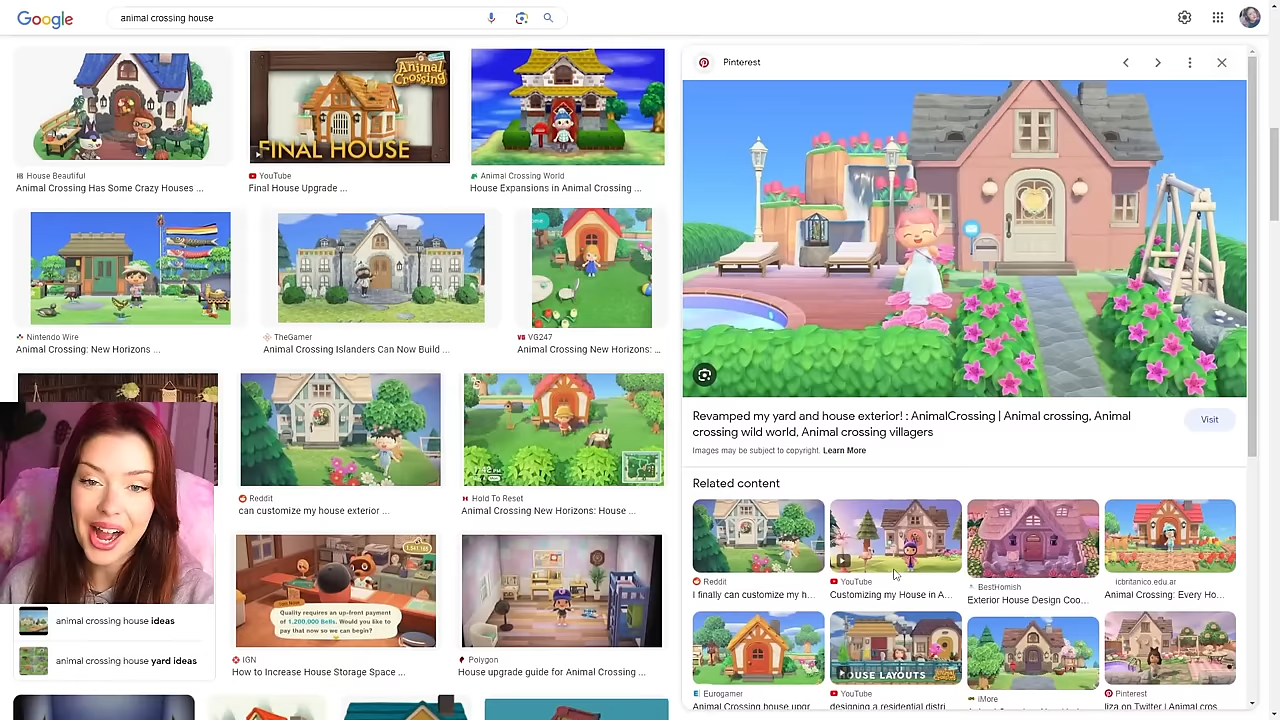 Google
animal crossing house
House Beautiful
Animal Crossing Has Some Crazy Houses ...
Animal Crossing
FINAL HOUSE
YouTube
Final House Upgrade ...
Animal Crossing World
House Expansions in Animal Crossing ...
Nintendo Wire
Animal Crossing: New Horizons ...
TheGamer
Animal Crossing Islanders Can Now Build ...
VG247
Animal Crossing New Horizons: ...
Reddit
can customize my house exterior ...
Hold To Reset
Animal Crossing New Horizons: House ...
Quality requires an up-front payment
of 1,200,000 Bells. Would you like to
pay that now so we can begin?
IGN
How to Increase House Storage Space ...
Polygon
House upgrade guide for Animal Crossing ...
animal crossing house ideas
animal crossing house yard ideas
Pinterest
Revamped my yard and house exterior! : AnimalCrossing | Animal crossing, Animal
crossing wild world, Animal crossing villagers
Visit
Images may be subject to copyright. Learn More
Related content
Reddit
I finally can customize my h...
YouTube
Customizing my House in A...
BestHomish
Exterior House Design Coo...
icbritanico.edu.ar
Animal Crossing: Every Ho...
Eurogamer
Animal Crossing house upgr...
HOUSE LAYOUTS
YouTube
designing a residential distri...
iMore
Pinterest
liza on Twitter | Animal cros...